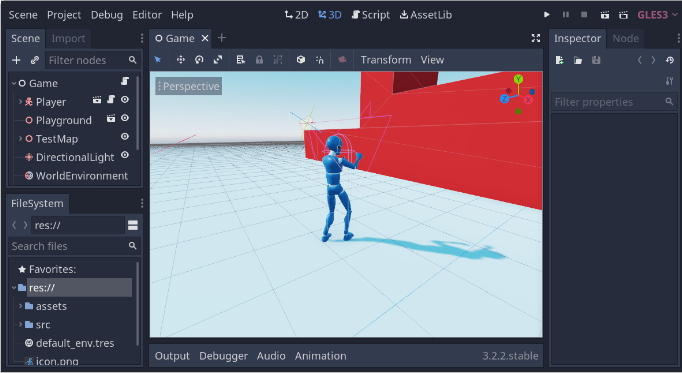 Scene Project Debug Editor Help 2D 3D Script AssetLib GLES3
Scene Import
Filter nodes
Game
Player
Playground
TestMap
DirectionalLight
WorldEnvironment
FileSystem
res://
Search files
Favorites:
res://
assets
src
default_env.tres
icon.png
Game
Transform View
Perspective
Y
Z
X
Output Debugger Audio Animation 3.2.2.stable
Inspector Node
Filter properties